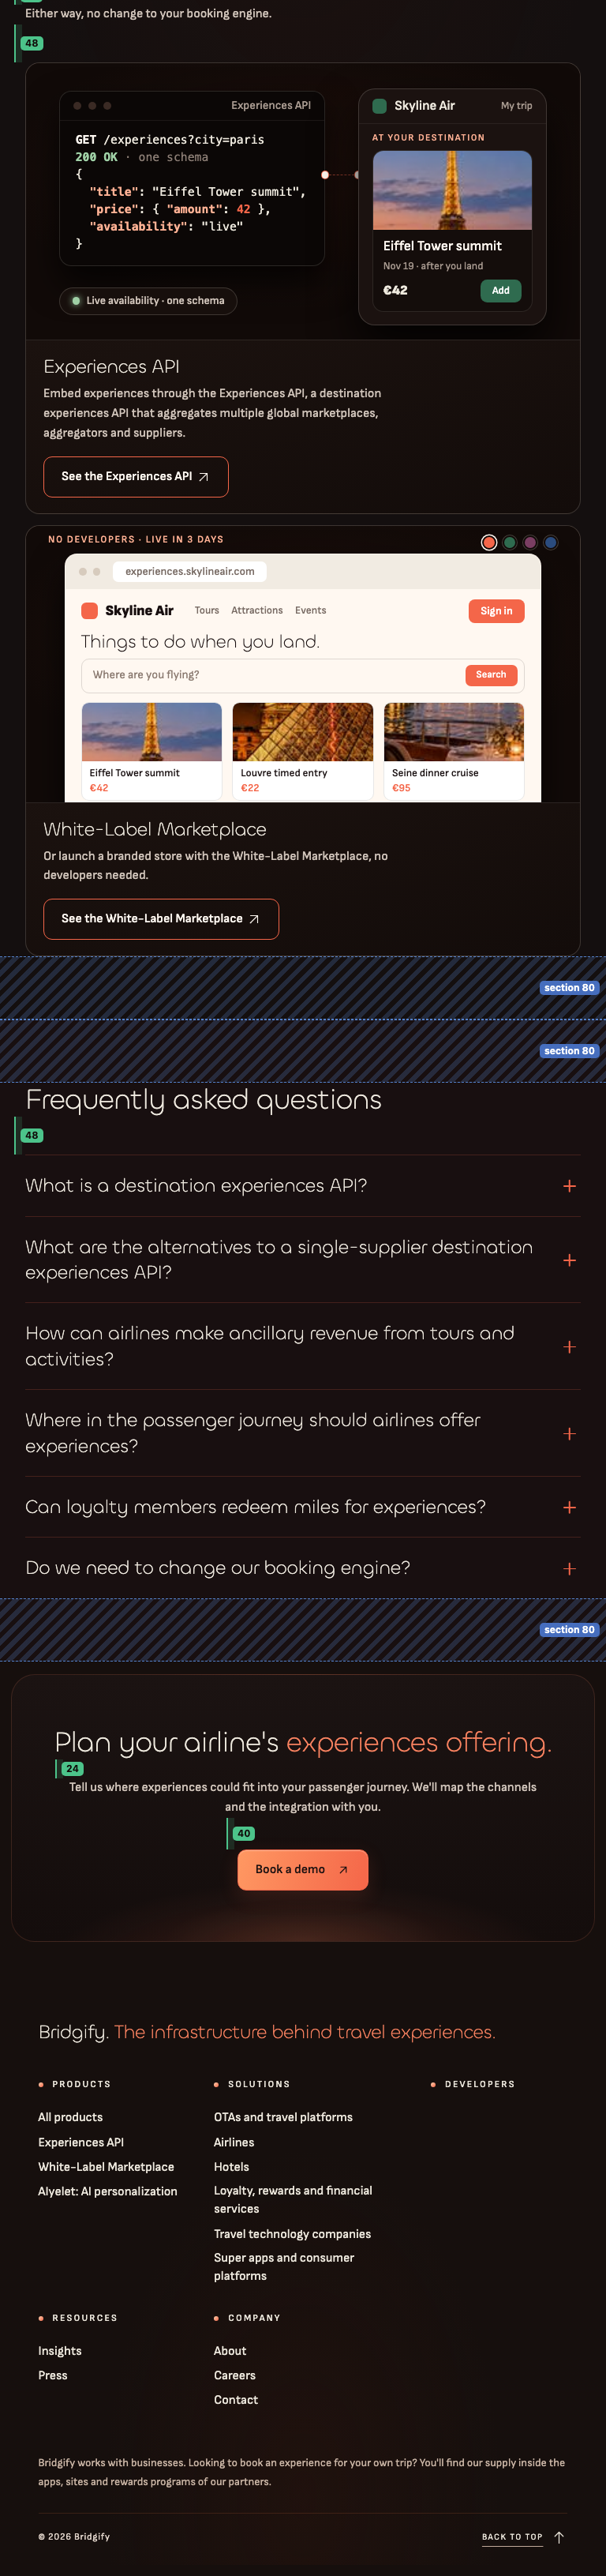 Either way, no change to your booking engine.
48
Experiences API
GET /experiences?city=paris
200 OK · one schema
{
"title": "Eiffel Tower summit",
"price": { "amount": 42 },
"availability": "live"
}
Live availability · one schema
Skyline Air
My trip
AT YOUR DESTINATION
Eiffel Tower summit
Nov 19 · after you land
€42
Add
Experiences API
Embed experiences through the Experiences API, a destination
experiences API that aggregates multiple global marketplaces,
aggregators and suppliers.
See the Experiences API
NO DEVELOPERS · LIVE IN 3 DAYS
experiences.skylineair.com
Skyline Air
Tours
Attractions
Events
Sign in
Things to do when you land.
Where are you flying?
Search
Eiffel Tower summit
€42
Louvre timed entry
€22
Seine dinner cruise
€95
White-Label Marketplace
Or launch a branded store with the White-Label Marketplace, no
developers needed.
See the White-Label Marketplace
section 80
section 80
Frequently asked questions
48
What is a destination experiences API?
What are the alternatives to a single-supplier destination
experiences API?
How can airlines make ancillary revenue from tours and
activities?
Where in the passenger journey should airlines offer
experiences?
Can loyalty members redeem miles for experiences?
Do we need to change our booking engine?
section 80
Plan your airline's experiences offering.
24
Tell us where experiences could fit into your passenger journey. We'll map the channels
and the integration with you.
40
Book a demo
Bridgify. The infrastructure behind travel experiences.
PRODUCTS
All products
Experiences API
White-Label Marketplace
Alyelet: AI personalization
SOLUTIONS
OTAs and travel platforms
Airlines
Hotels
Loyalty, rewards and financial
services
Travel technology companies
Super apps and consumer
platforms
DEVELOPERS
RESOURCES
Insights
Press
COMPANY
About
Careers
Contact
Bridgify works with businesses. Looking to book an experience for your own trip? You'll find our supply inside the
apps, sites and rewards programs of our partners.
© 2026 Bridgify
BACK TO TOP